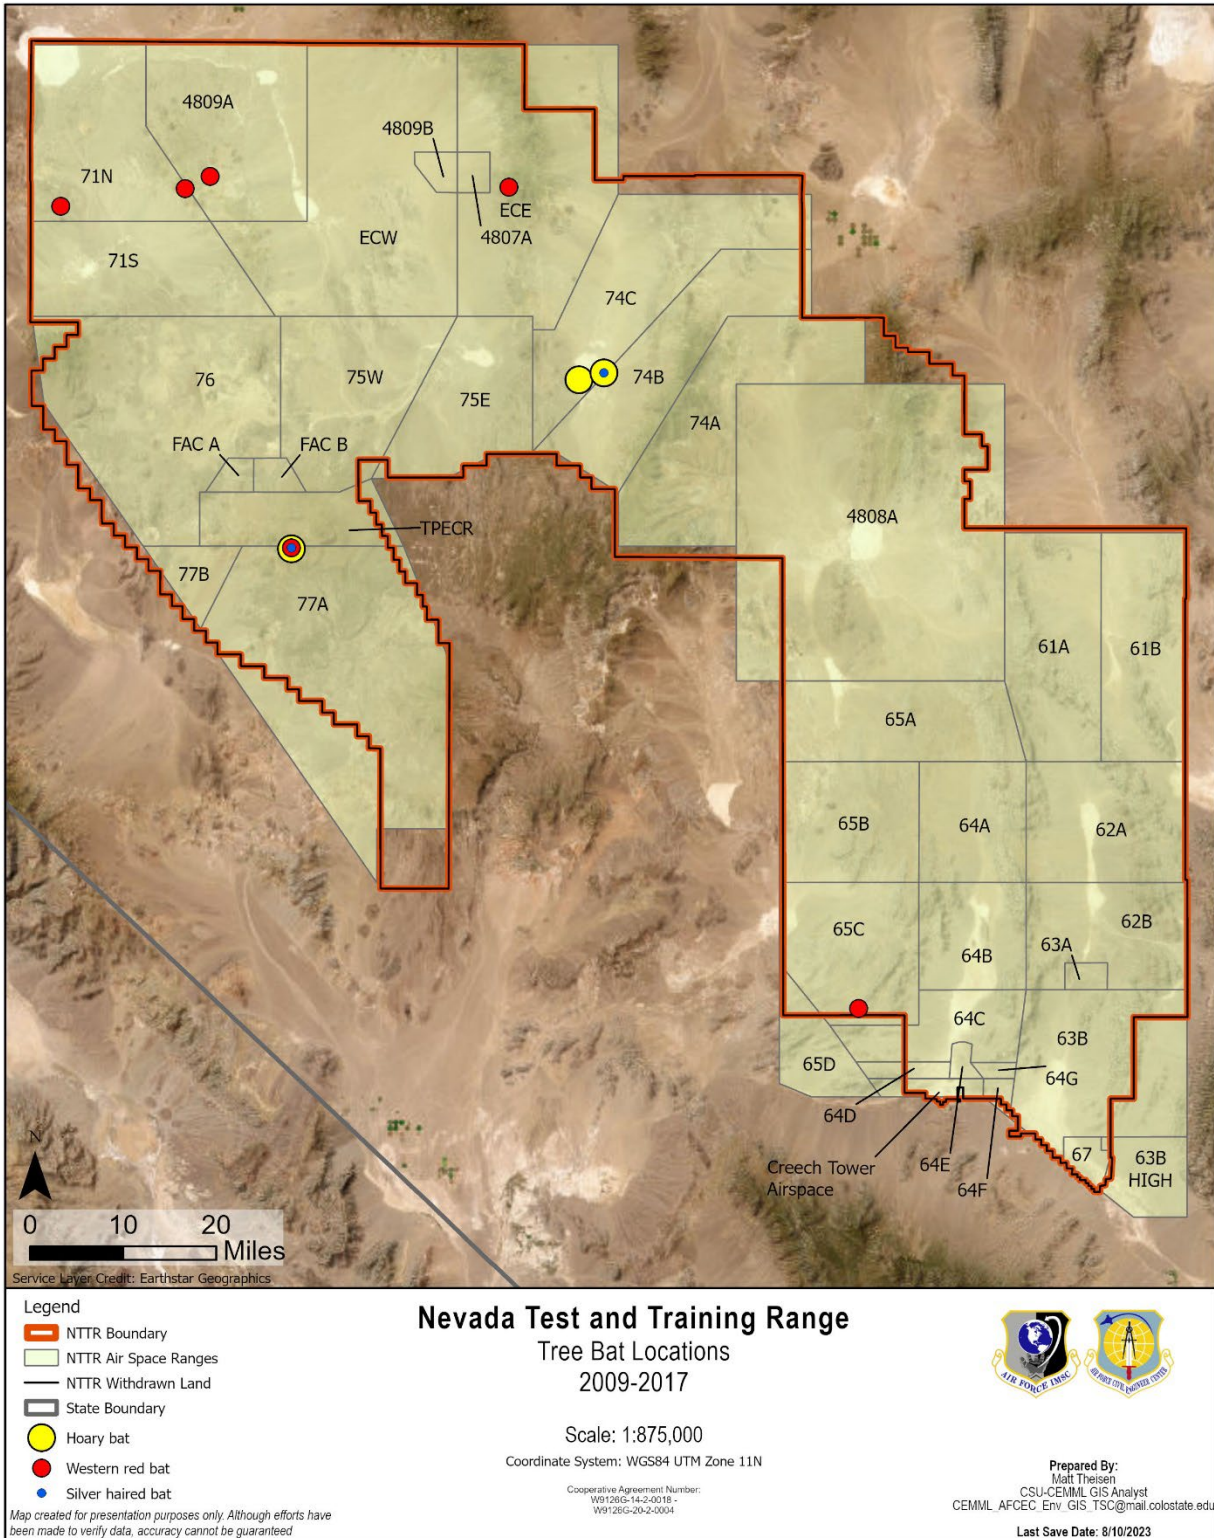 4809A
4809B
71N
ECE
4807A
ECW
71S
74C
76
75W
75E
74B
74A
FAC A
FAC B
4808A
TPECR
77B
77A
61A
61B
65A
65B
64A
62A
65C
62B
63A
64B
64C
63B
65D
64G
64D
67
63B
HIGH
Creech Tower
Airspace
64E
64F
N
0 10 20
Miles
Service Layer Credit: Earthstar Geographics
Legend
NTTR Boundary
NTTR Air Space Ranges
NTTR Withdrawn Land
State Boundary
Hoary bat
Western red bat
Silver haired bat
Map created for presentation purposes only. Although efforts have
been made to verify data, accuracy cannot be guaranteed
Nevada Test and Training Range
Tree Bat Locations
2009-2017
Scale: 1:875,000
Coordinate System: WGS84 UTM Zone 11N
Cooperative Agreement Number:
W9126G-14-2-0018 -
W9126G-20-2-0004
AIR FORCE IMSC
AIR FORCE CIVIL ENGINEER CENTER
Prepared By:
Matt Theisen
CSU-CEMML GIS Analyst
CEMML_AFCEC_Env_GIS_TSC@mail.colostate.edu
Last Save Date: 8/10/2023